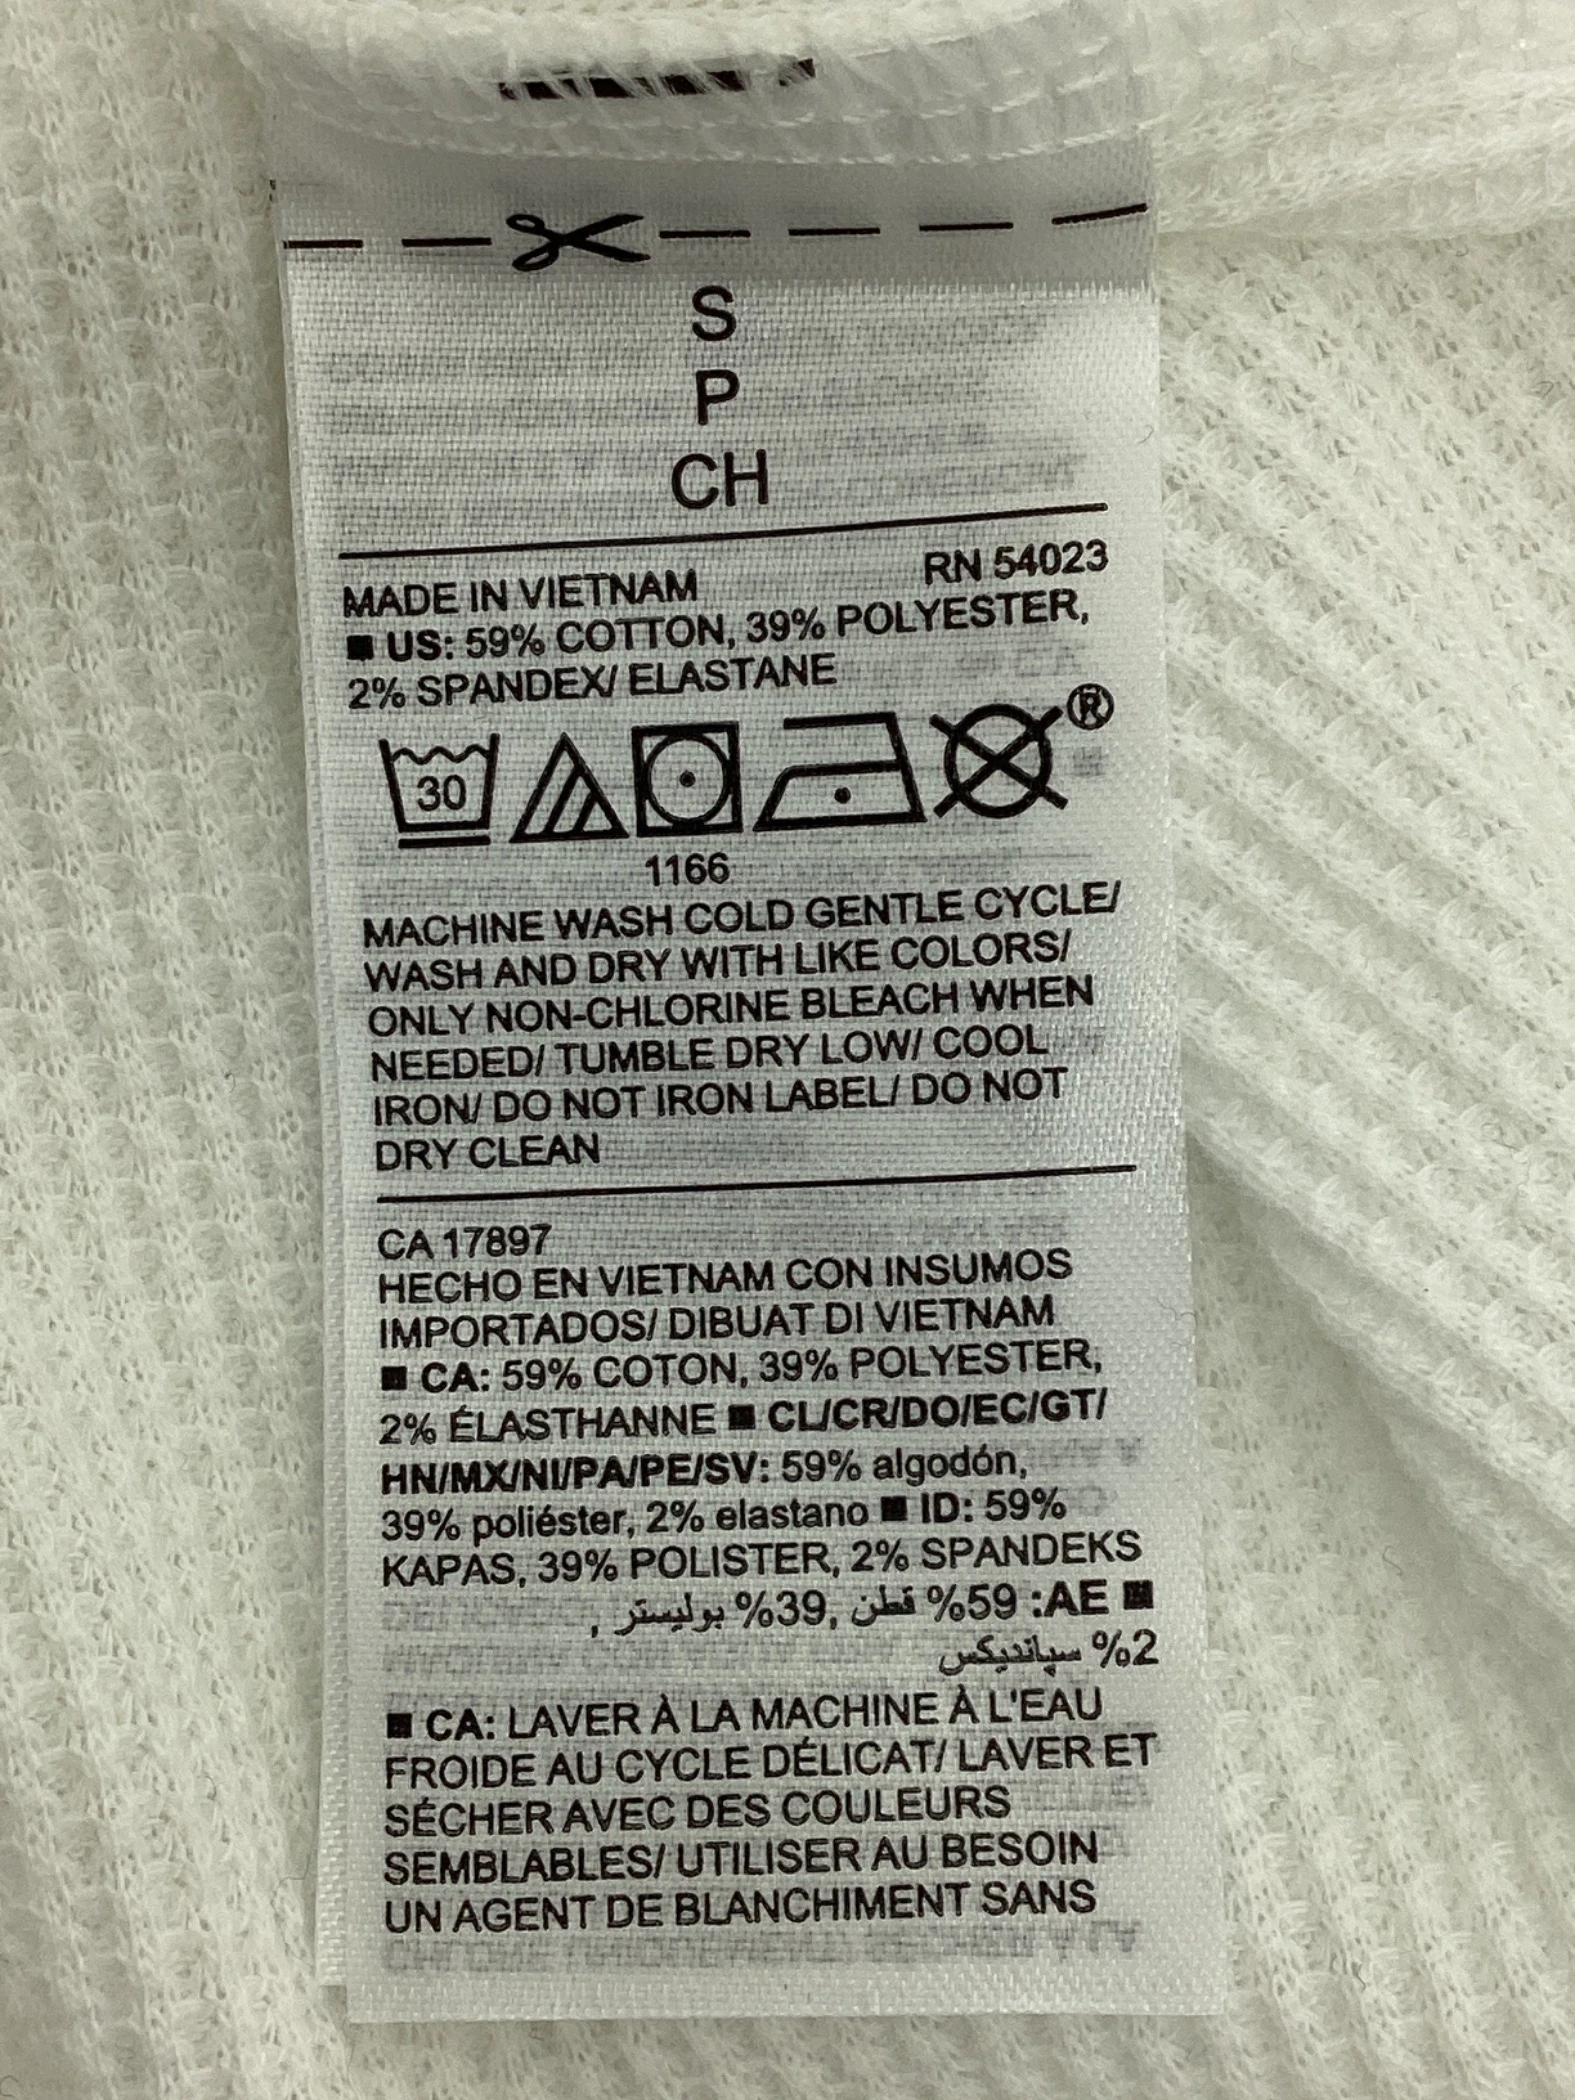 S
P
CH
MADE IN VIETNAM RN 54023
■ US: 59% COTTON, 39% POLYESTER,
2% SPANDEX/ ELASTANE
30 ®
1166
MACHINE WASH COLD GENTLE CYCLE/
WASH AND DRY WITH LIKE COLORS/
ONLY NON-CHLORINE BLEACH WHEN
NEEDED/ TUMBLE DRY LOW/ COOL
IRON/ DO NOT IRON LABEL/ DO NOT
DRY CLEAN
CA 17897
HECHO EN VIETNAM CON INSUMOS
IMPORTADOS/ DIBUAT DI VIETNAM
■ CA: 59% COTON, 39% POLYESTER,
2% ÉLASTHANNE ■ CL/CR/DO/EC/GT/
HN/MX/NI/PA/PE/SV: 59% algodón,
39% poliéster, 2% elastano ■ ID: 59%
KAPAS, 39% POLISTER, 2% SPANDEKS
■ AE: 59% قطن, 39% بوليستر ,
2% سپانديكس
■ CA: LAVER À LA MACHINE À L'EAU
FROIDE AU CYCLE DÉLICAT/ LAVER ET
SÉCHER AVEC DES COULEURS
SEMBLABLES/ UTILISER AU BESOIN
UN AGENT DE BLANCHIMENT SANS